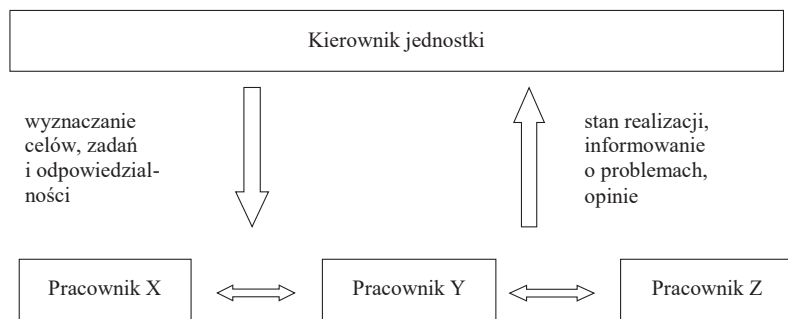 Kierownik jednostki
wyznaczanie
celów, zadań
i odpowiedzial-
ności
stan realizacji,
informowanie
o problemach,
opinie
Pracownik X
Pracownik Y
Pracownik Z